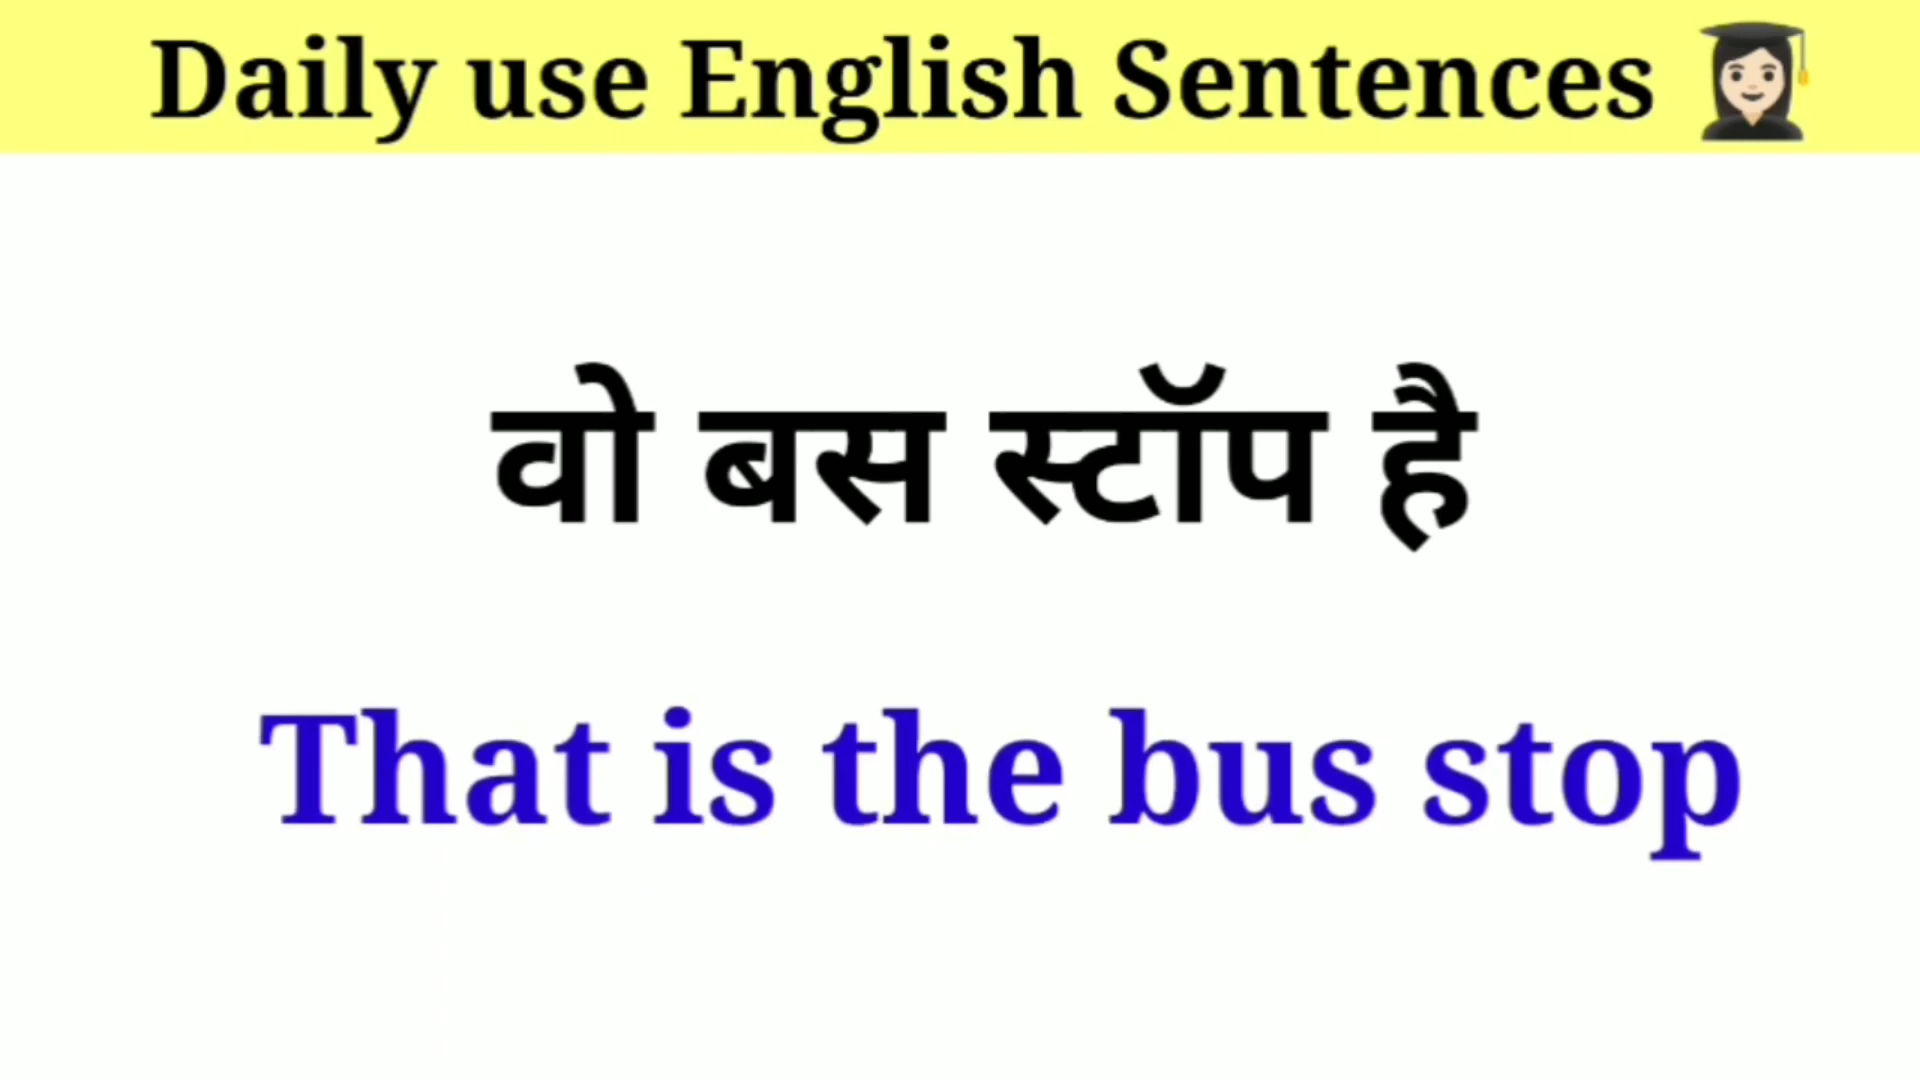 Daily use English Sentences 👩🏻‍🎓
वो बस स्टॉप है
That is the bus stop